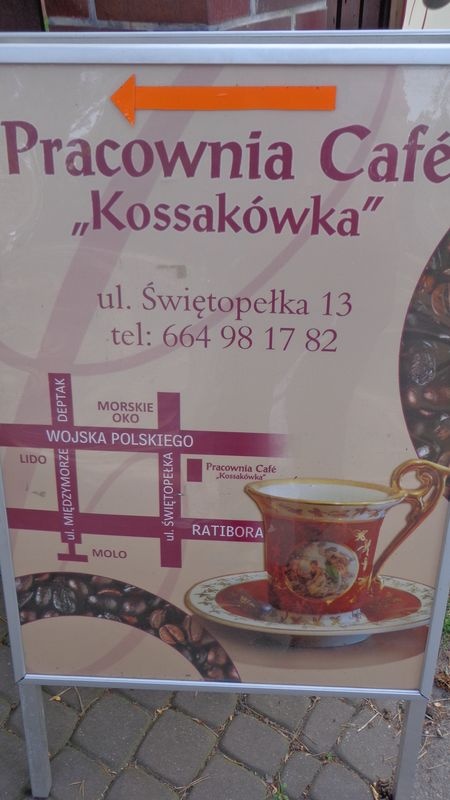 Pracownia Café
„Kossakówka”
ul. Świętopełka 13
tel: 664 98 17 82
DEPTAK
MORSKIE
OKO
WOJSKA POLSKIEGO
LIDO
ul. MIĘDZYMORZE
ul. ŚWIĘTOPEŁKA
Pracownia Café
„Kossakówka”
RATIBORA
MOLO